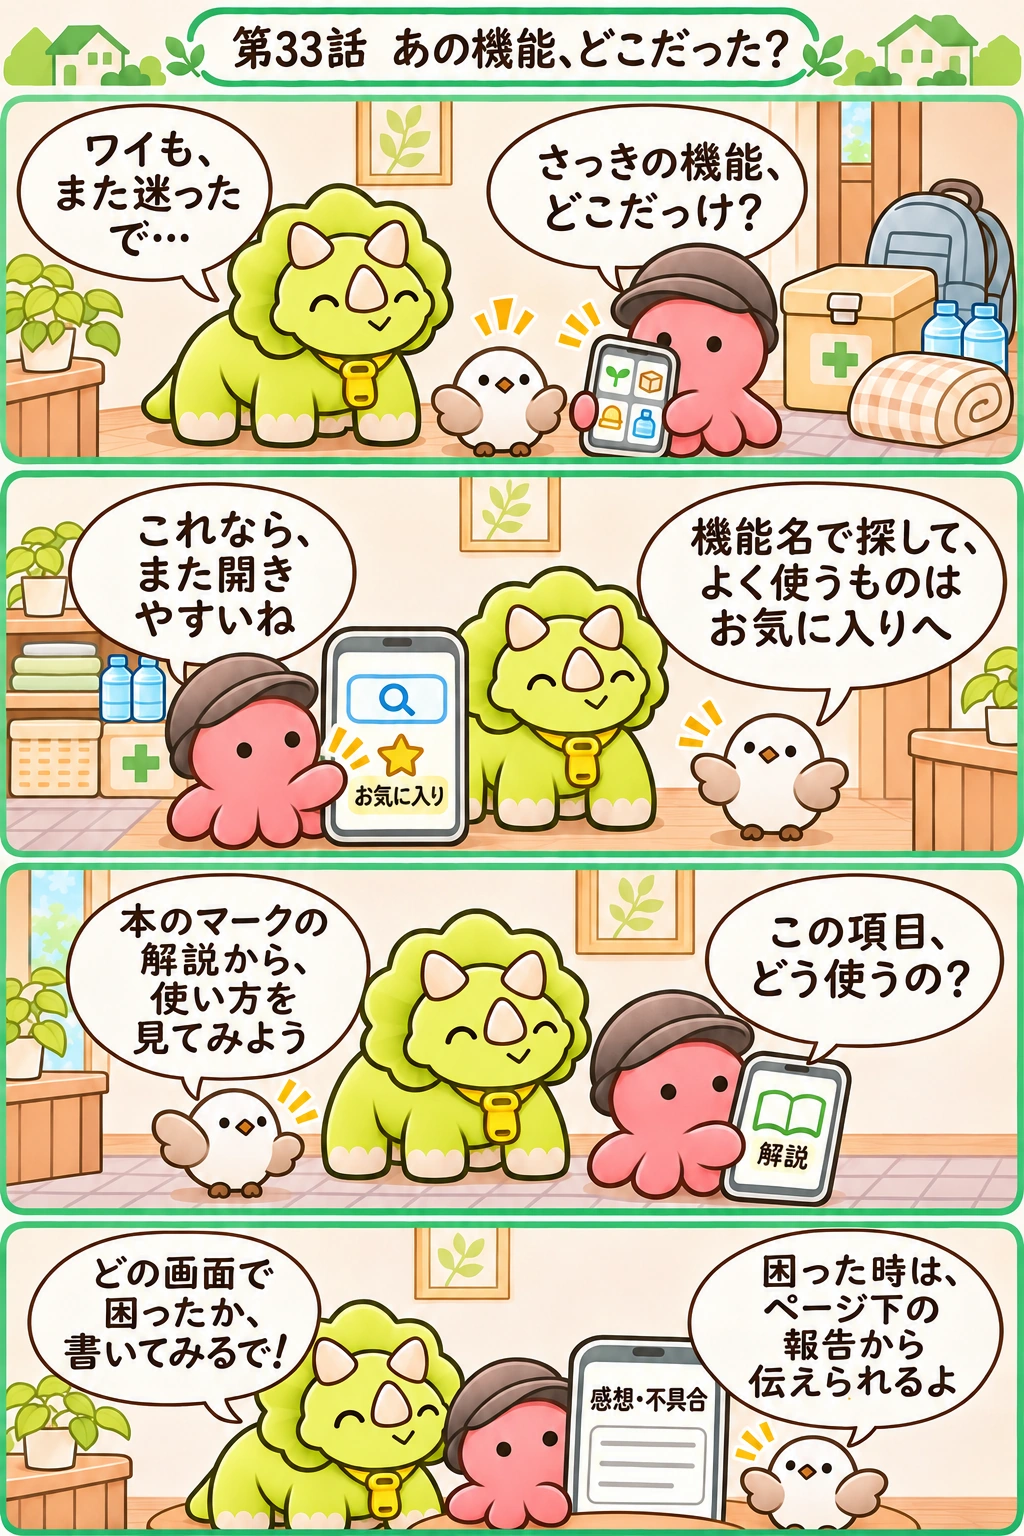 第33話 あの機能、どこだった?
ワイも、
また迷った
で…
さっきの機能、
どこだっけ?
これなら、
また開き
やすいね
機能名で探して、
よく使うものは
お気に入りへ
お気に入り
本のマークの
解説から、
使い方を
見てみよう
この項目、
どう使うの?
解説
どの画面で
困ったか、
書いてみるで!
困った時は、
ページ下の
報告から
伝えられるよ
感想・不具合